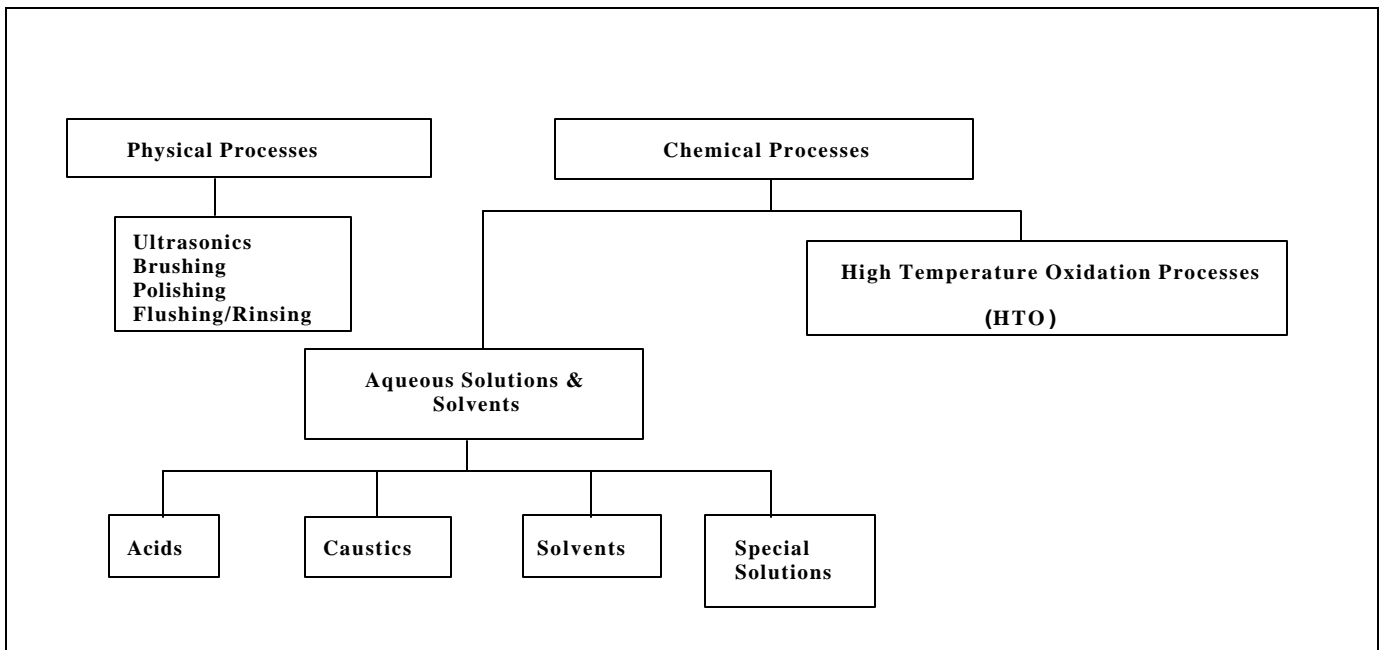 Physical Processes
Chemical Processes
Ultrasonics
Brushing
Polishing
Flushing/Rinsing
High Temperature Oxidation Processes
(HTO)
Aqueous Solutions &
Solvents
Acids
Caustics
Solvents
Special
Solutions